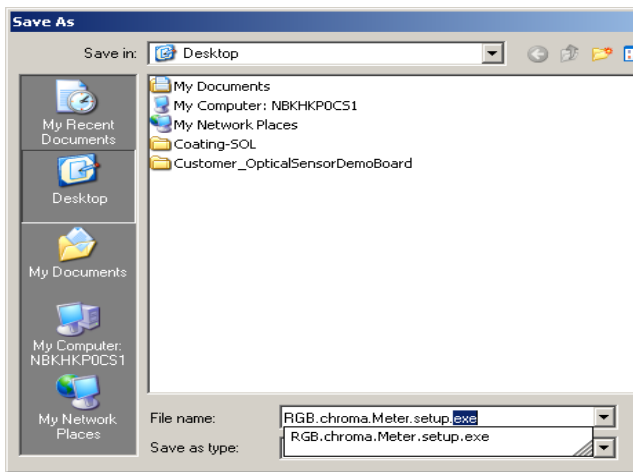 Save As
Save in:
Desktop
My Recent
Documents
Desktop
My Documents
My Computer:
NBKHKP0CS1
My Network
Places
My Documents
My Computer: NBKHKP0CS1
My Network Places
Coating-SOL
Customer_OpticalSensorDemoBoard
File name:
RGB.chroma.Meter.setup.exe
RGB.chroma.Meter.setup.exe
Save as type: